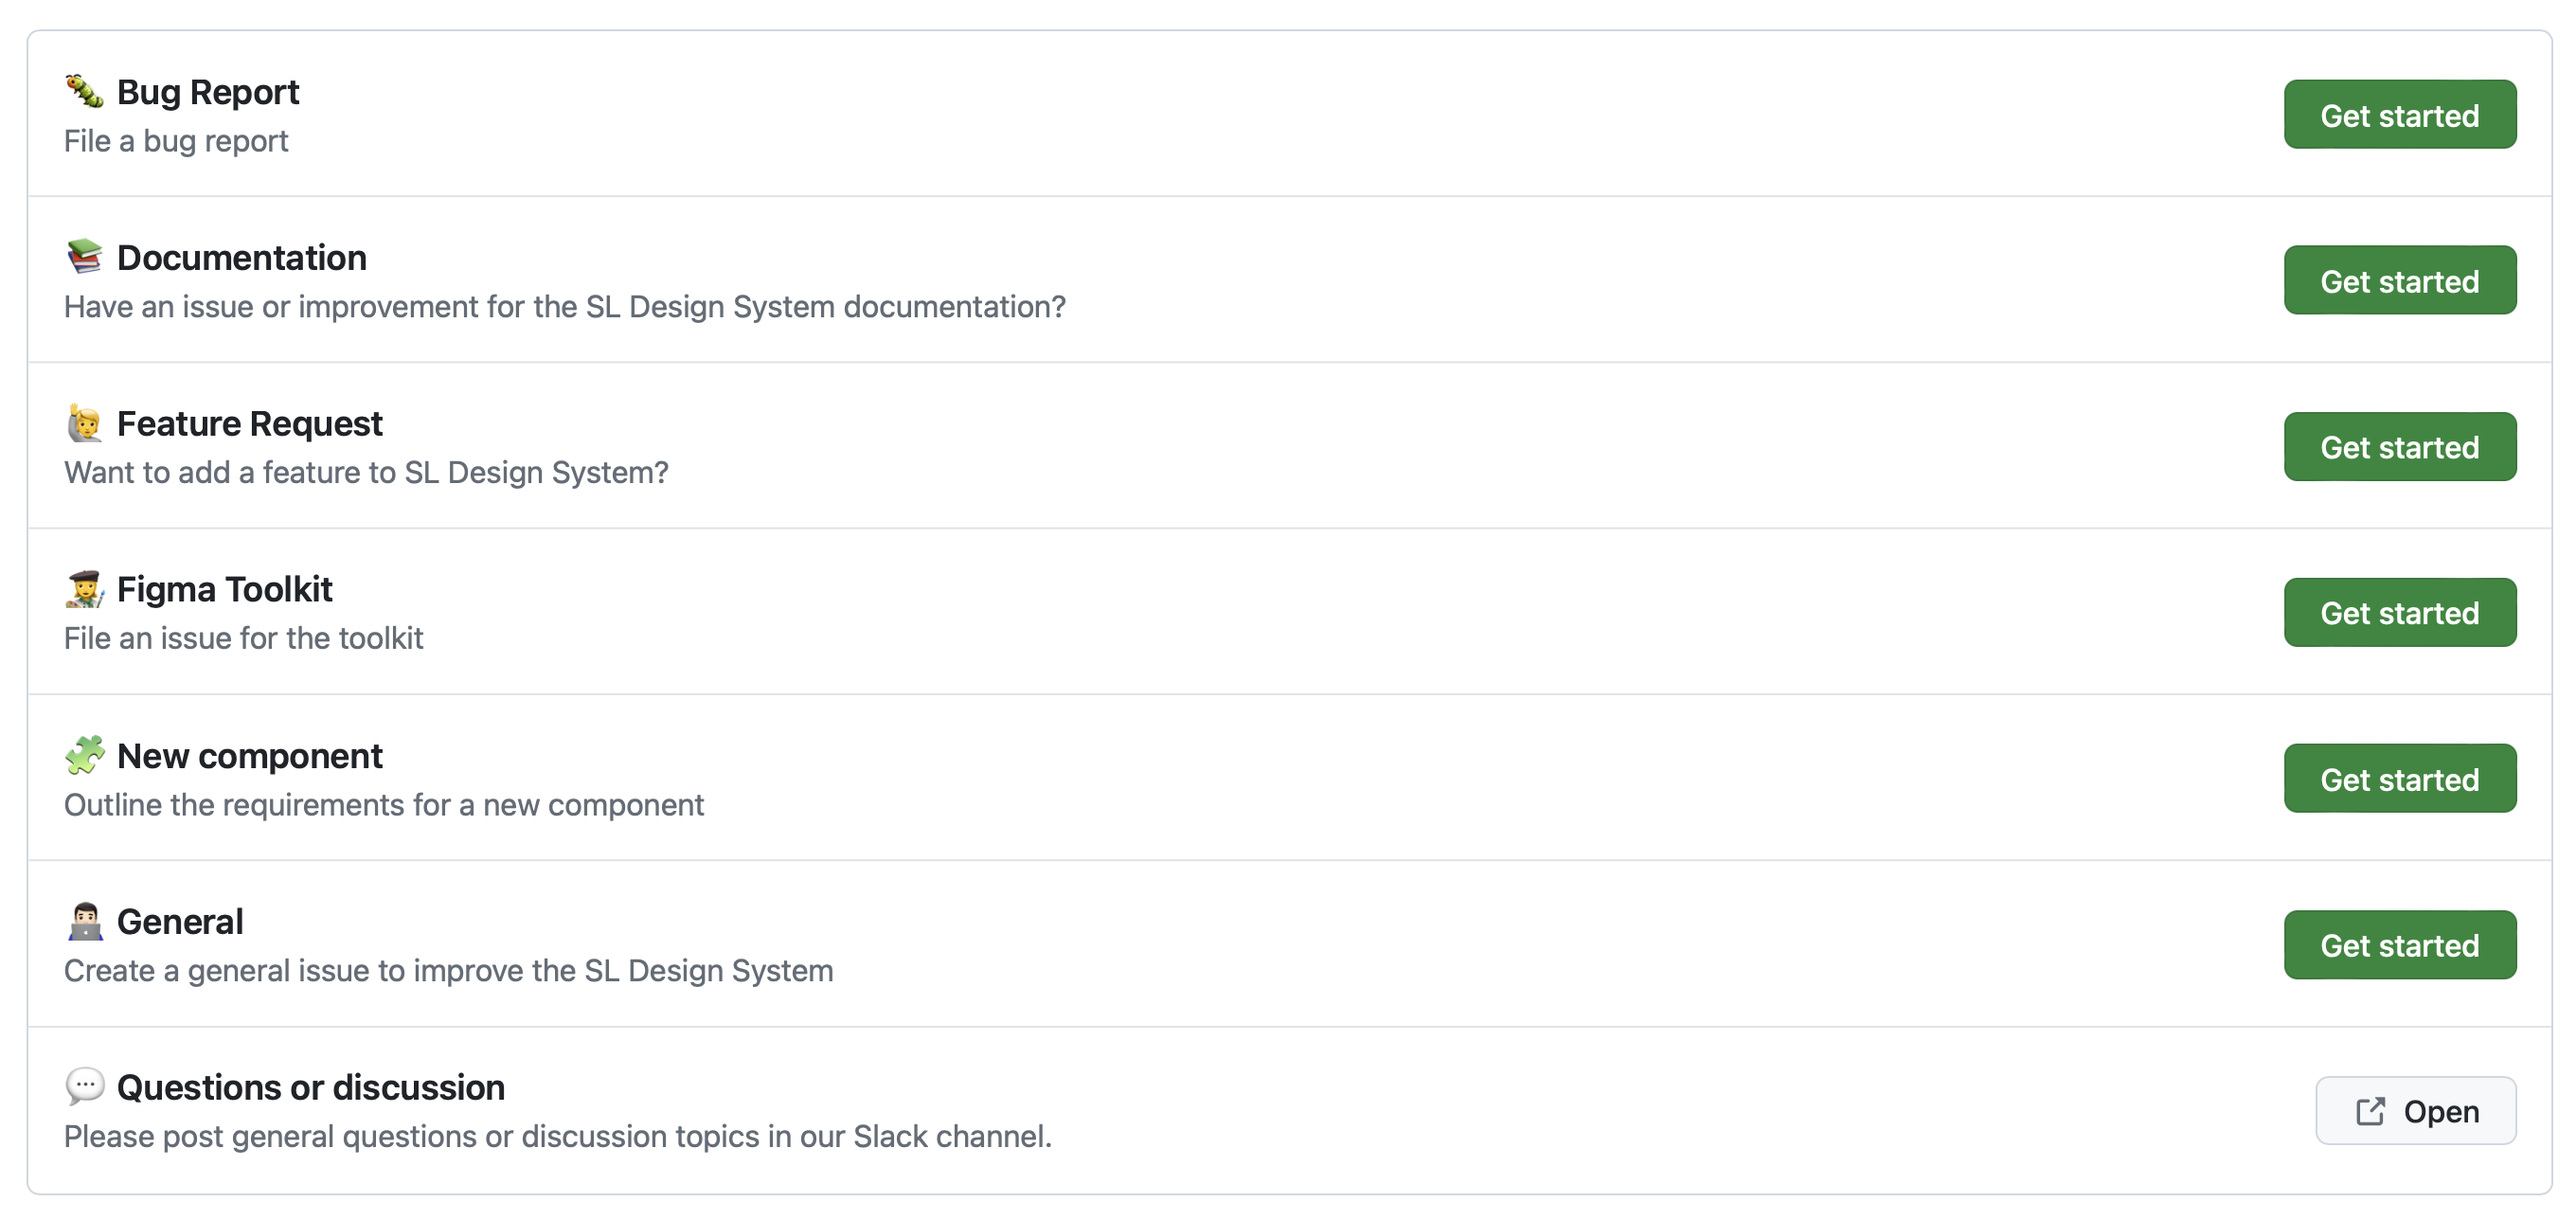 🐛 Bug Report
File a bug report
Get started
📚 Documentation
Have an issue or improvement for the SL Design System documentation?
Get started
🙋 Feature Request
Want to add a feature to SL Design System?
Get started
👩‍🎨 Figma Toolkit
File an issue for the toolkit
Get started
🧩 New component
Outline the requirements for a new component
Get started
👨🏻‍💻 General
Create a general issue to improve the SL Design System
Get started
💬 Questions or discussion
Please post general questions or discussion topics in our Slack channel.
Open